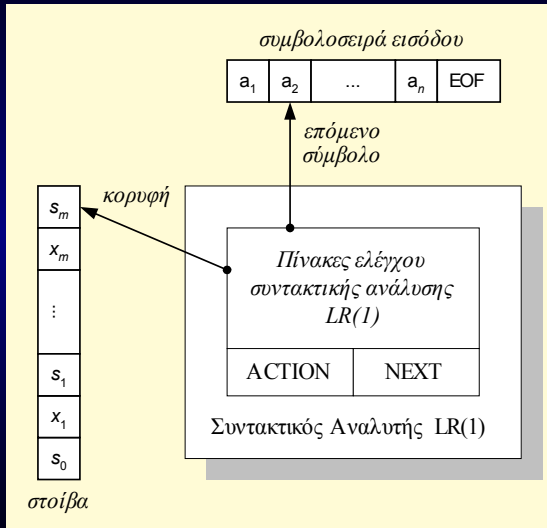 συμβολοσειρά εισόδου
a1 a2 ... an EOF
επόμενο
σύμβολο
κορυφή
sm
xm
...
s1
x1
s0
στοίβα
Πίνακες ελέγχου
συντακτικής ανάλυσης
LR(1)
ACTION NEXT
Συντακτικός Αναλυτής LR(1)